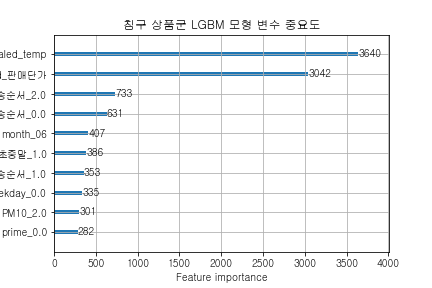 침구 상품군 LGBM 모형 변수 중요도
aled_temp 3640
_판매단가 3042
순서_2.0 733
순서_0.0 631
month_06 407
초중말_1.0 386
순서_1.0 353
ekday_0.0 335
PM10_2.0 301
prime_0.0 282
0 500 1000 1500 2000 2500 3000 3500 4000
Feature importance